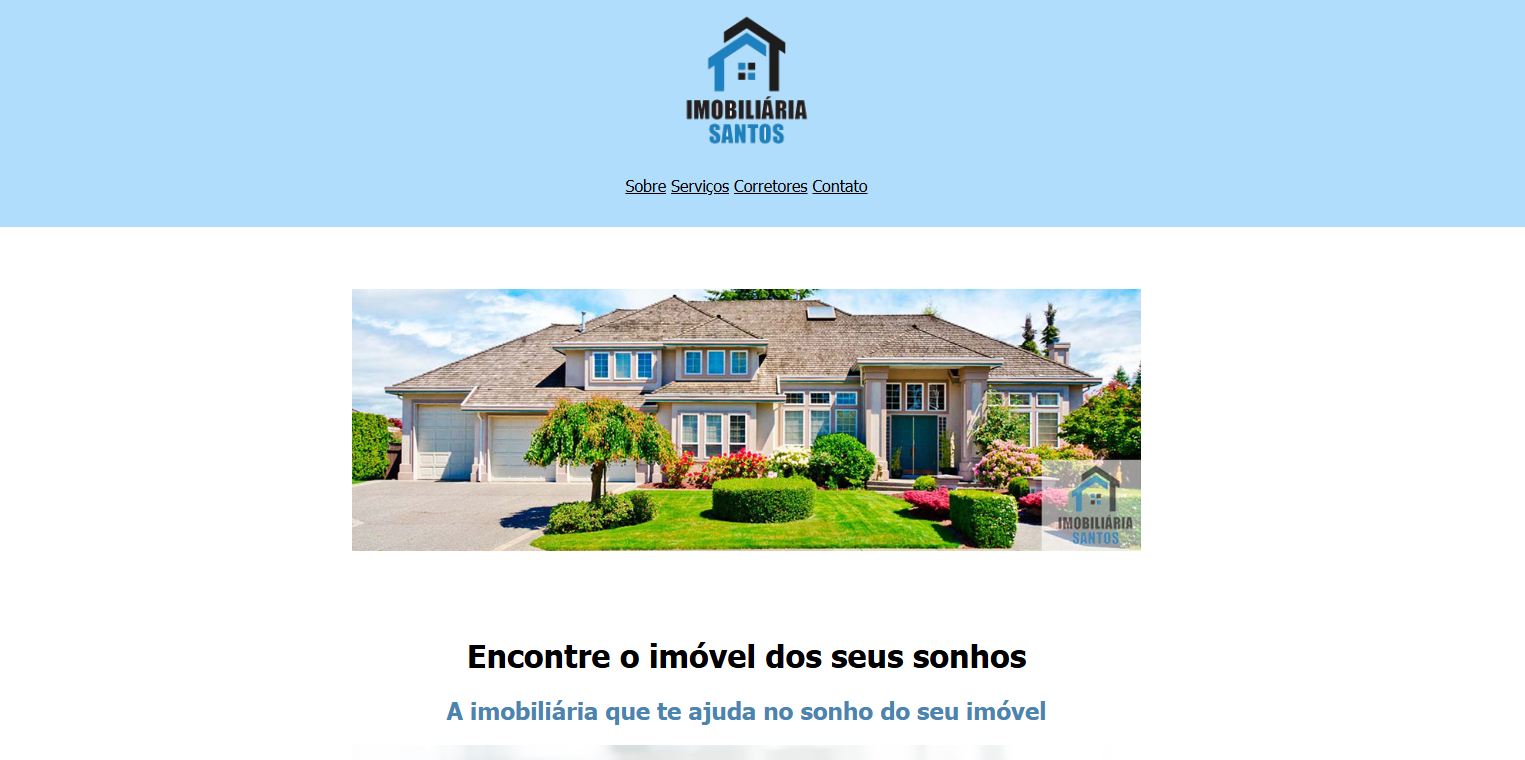 IMOBILIÁRIA
SANTOS
Sobre Serviços Corretores Contato
IMOBILIÁRIA
SANTOS
Encontre o imóvel dos seus sonhos
A imobiliária que te ajuda no sonho do seu imóvel